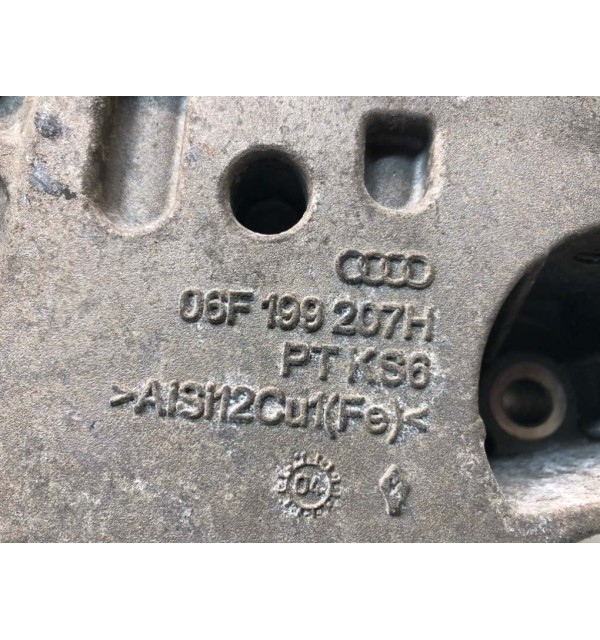 06F 199 207H
PT KS6
>AlSi12Cu1(Fe)<
04